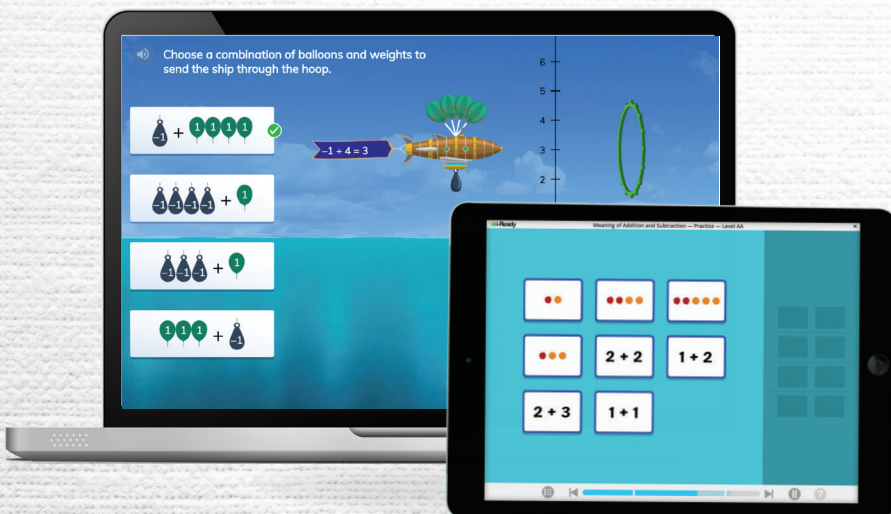 Choose a combination of balloons and weights to
send the ship through the hoop.
-1 + 1 1 1 1
-1 -1 -1 -1 + 1
-1 -1 -1 + 1
1 1 1 + -1
−1 + 4 = 3
6
5
4
3
2
i-Ready
Meaning of Addition and Subtraction — Practice — Level AA
×
2 + 2
1 + 2
2 + 3
1 + 1
?